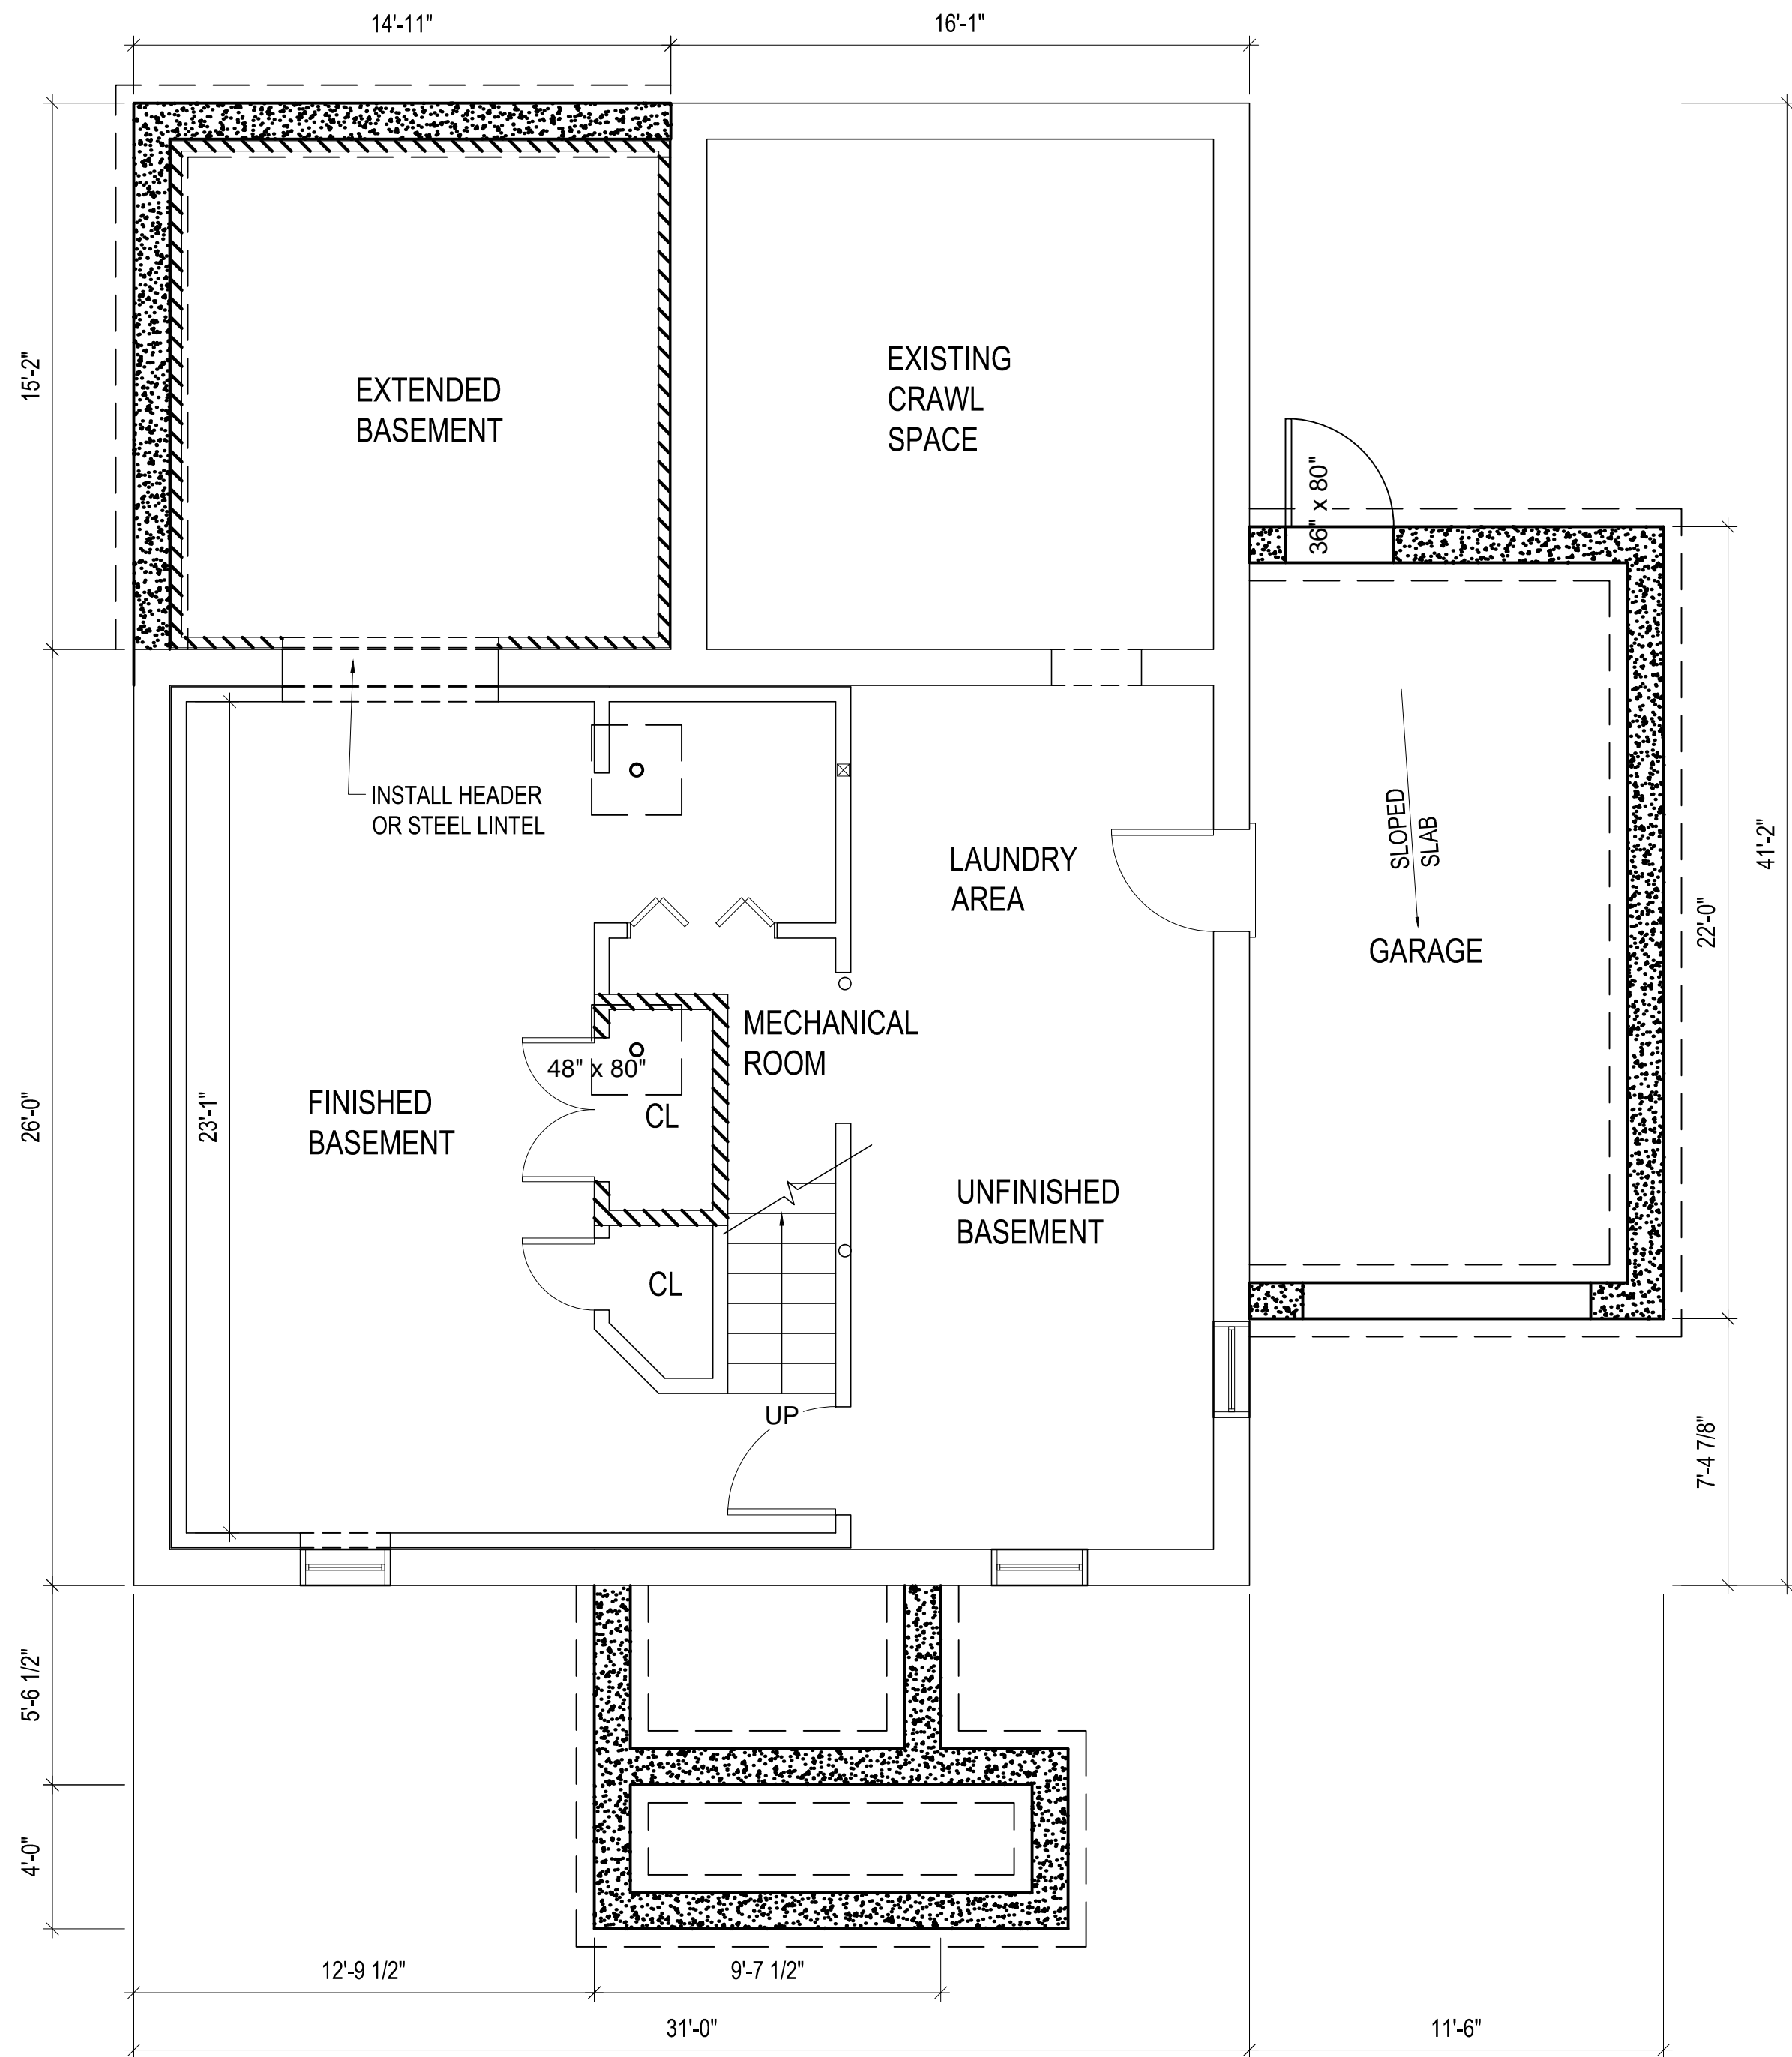 14'-11"
16'-1"
15'-2"
EXTENDED
BASEMENT
EXISTING
CRAWL
SPACE
36" x 80"
INSTALL HEADER
OR STEEL LINTEL
LAUNDRY
AREA
SLOPED
SLAB
GARAGE
22'-0"
41'-2"
MECHANICAL
ROOM
48" x 80"
CL
FINISHED
BASEMENT
23'-1"
26'-0"
UNFINISHED
BASEMENT
CL
UP
7'-4 7/8"
5'-6 1/2"
4'-0"
12'-9 1/2"
9'-7 1/2"
31'-0"
11'-6"